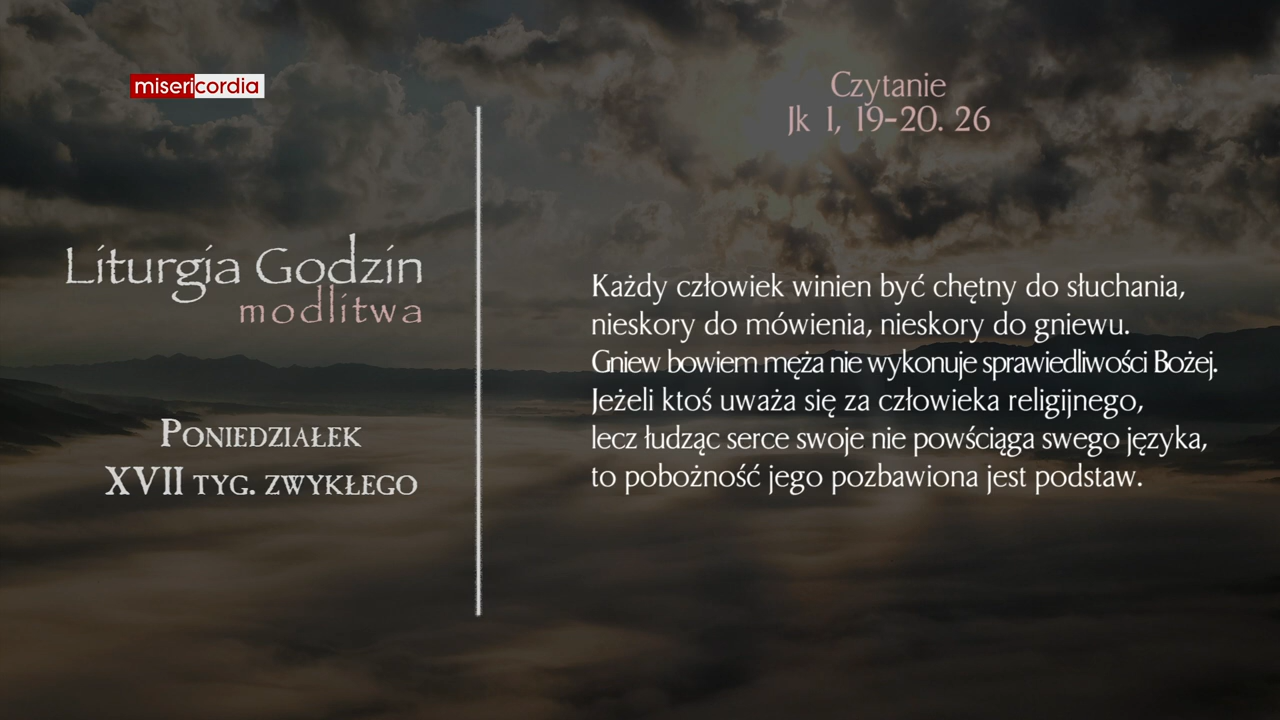 misericordia
Liturgia Godzin
modlitwa
Poniedziałek
XVII tyg. zwykłego
Czytanie
Jk 1, 19-20. 26
Każdy człowiek winien być chętny do słuchania,
nieskory do mówienia, nieskory do gniewu.
Gniew bowiem męża nie wykonuje sprawiedliwości Bożej.
Jeżeli ktoś uważa się za człowieka religijnego,
lecz łudząc serce swoje nie powściąga swego języka,
to pobożność jego pozbawiona jest podstaw.